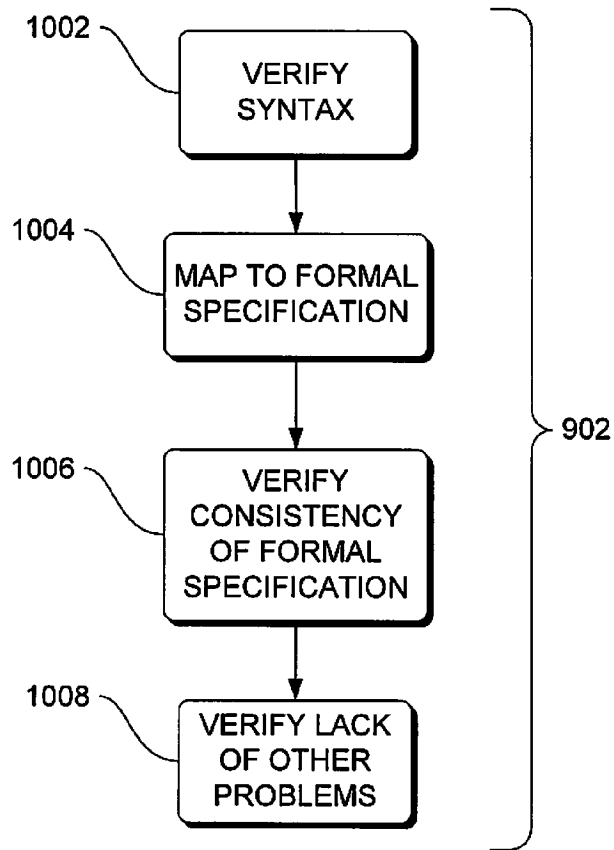 1002
VERIFY
SYNTAX
1004
MAP TO FORMAL
SPECIFICATION
902
1006
VERIFY
CONSISTENCY
OF FORMAL
SPECIFICATION
1008
VERIFY LACK
OF OTHER
PROBLEMS